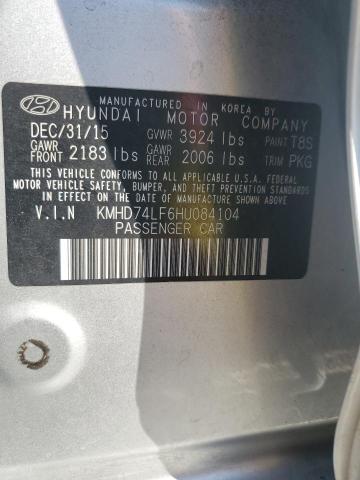 MANUFACTURED IN KOREA BY
HYUNDAI MOTOR COMPANY
DEC/31/15 GVWR 3924 lbs PAINT T8S
GAWR FRONT 2183 lbs GAWR REAR 2006 lbs TRIM PKG
THIS VEHICLE CONFORMS TO ALL APPLICABLE FEDERAL
MOTOR VEHICLE SAFETY, BUMPER, AND THEFT PREVENTION
STANDARDS IN EFFECT ON THE DATE OF
MANUFACTURE SHOWN ABOVE.
V.I.N KMHD74LF6HU084104
PASSENGER CAR